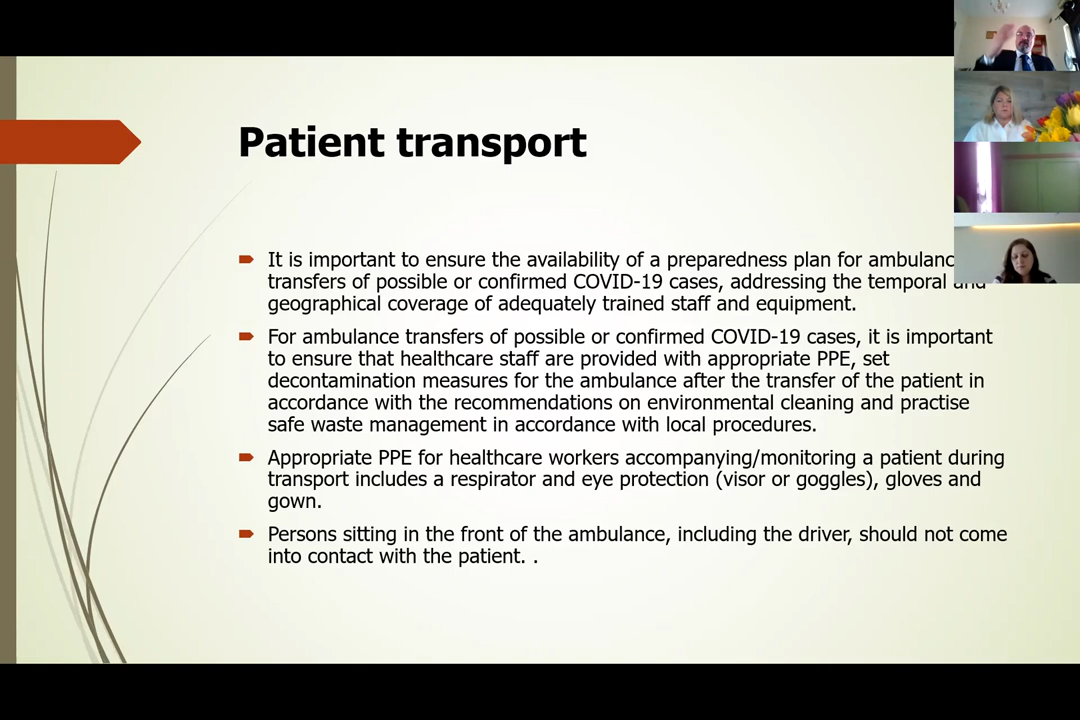 Patient transport
It is important to ensure the availability of a preparedness plan for ambulanc
transfers of possible or confirmed COVID-19 cases, addressing the temporal and
geographical coverage of adequately trained staff and equipment.
For ambulance transfers of possible or confirmed COVID-19 cases, it is important
to ensure that healthcare staff are provided with appropriate PPE, set
decontamination measures for the ambulance after the transfer of the patient in
accordance with the recommendations on environmental cleaning and practise
safe waste management in accordance with local procedures.
Appropriate PPE for healthcare workers accompanying/monitoring a patient during
transport includes a respirator and eye protection (visor or goggles), gloves and
gown.
Persons sitting in the front of the ambulance, including the driver, should not come
into contact with the patient. .